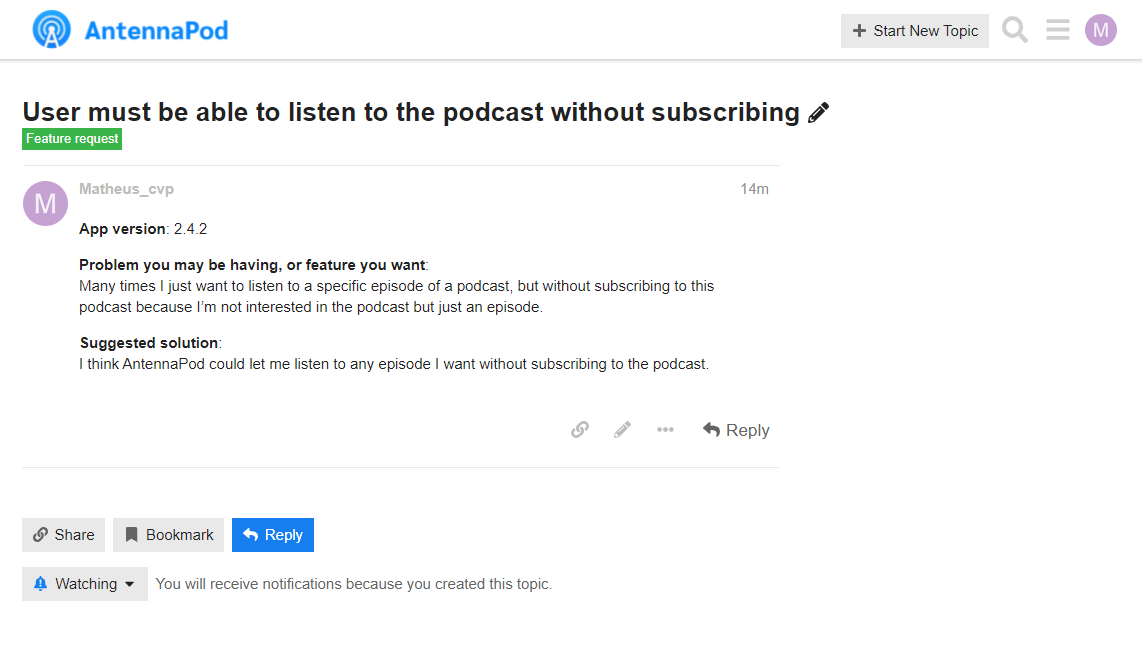 AntennaPod
Start New Topic
M
User must be able to listen to the podcast without subscribing
Feature request
M
Matheus_cvp
14m
App version: 2.4.2
Problem you may be having, or feature you want:
Many times I just want to listen to a specific episode of a podcast, but without subscribing to this
podcast because I’m not interested in the podcast but just an episode.
Suggested solution:
I think AntennaPod could let me listen to any episode I want without subscribing to the podcast.
Reply
Share
Bookmark
Reply
Watching
You will receive notifications because you created this topic.